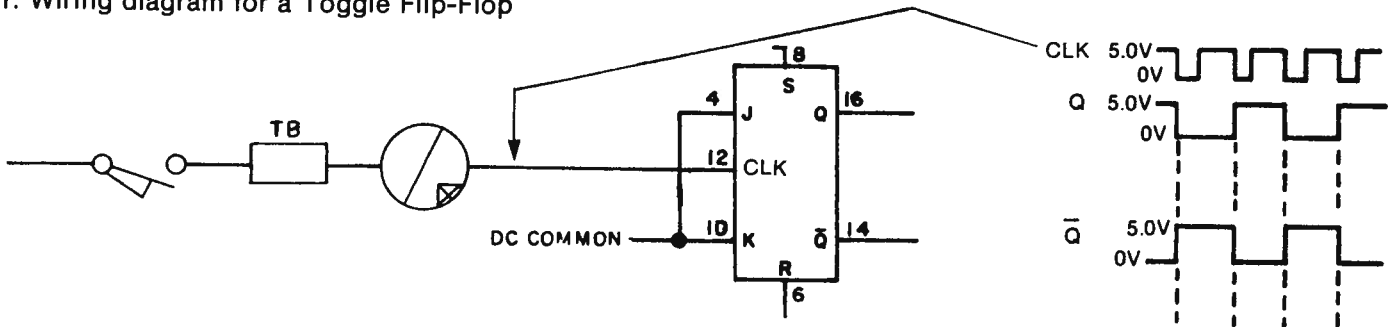 r. Wiring diagram for a Toggle Flip-Flop
CLK 5.0V
0V
Q 5.0V
0V
Q̄ 5.0V
0V
TB
8
S
4 J Q 16
12 CLK
DC COMMON 10 K Q̄ 14
R
6